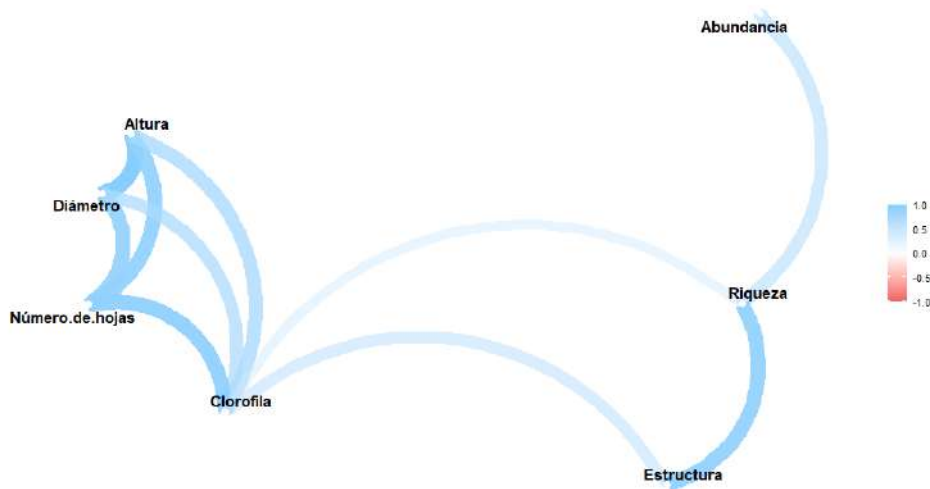 Abundancia
Altura
Diámetro
Número.de.hojas
Clorofila
Riqueza
Estructura
1.0
0.5
0.0
-0.5
-1.0